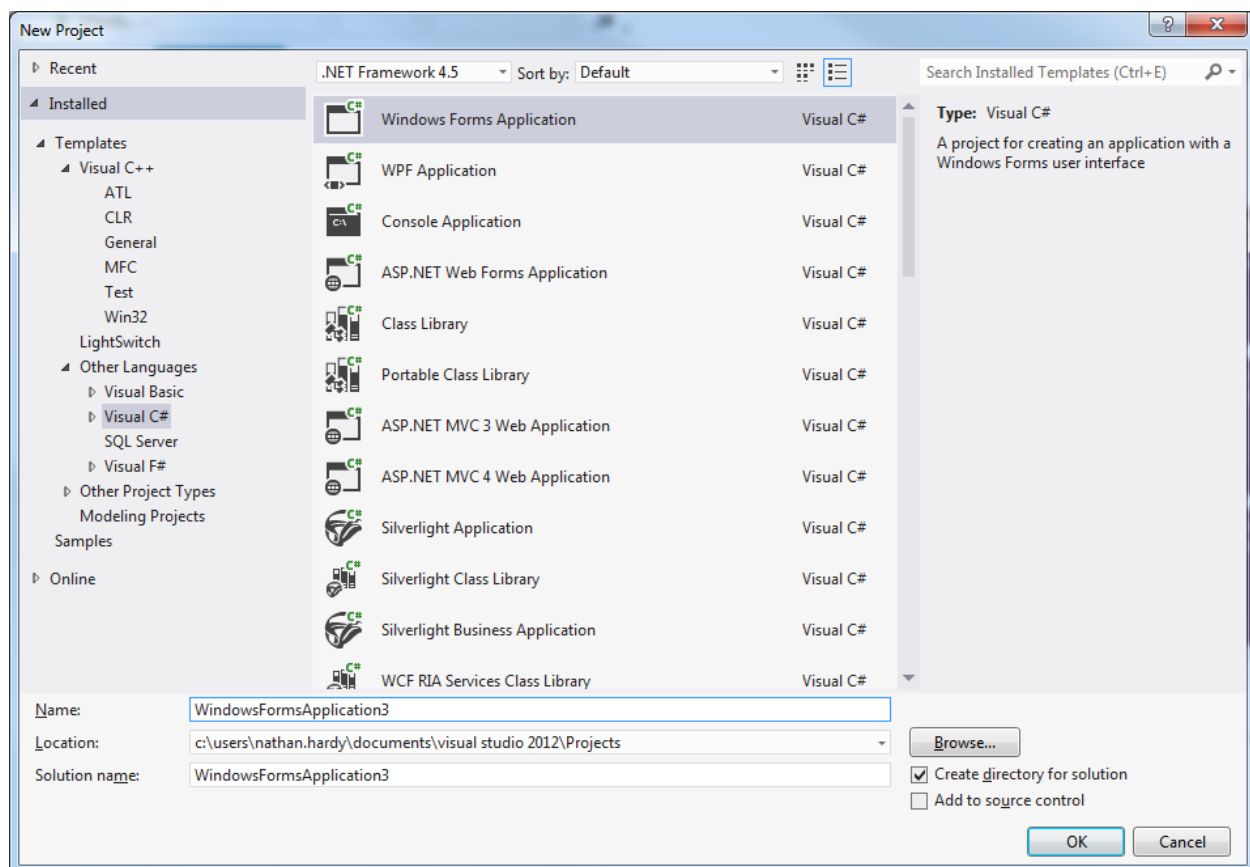 New Project
Recent
.NET Framework 4.5
Sort by: Default
Search Installed Templates (Ctrl+E)
Installed
Templates
Visual C++
ATL
CLR
General
MFC
Test
Win32
LightSwitch
Other Languages
Visual Basic
Visual C#
SQL Server
Visual F#
Other Project Types
Modeling Projects
Samples
Online
Windows Forms Application Visual C#
WPF Application Visual C#
Console Application Visual C#
ASP.NET Web Forms Application Visual C#
Class Library Visual C#
Portable Class Library Visual C#
ASP.NET MVC 3 Web Application Visual C#
ASP.NET MVC 4 Web Application Visual C#
Silverlight Application Visual C#
Silverlight Class Library Visual C#
Silverlight Business Application Visual C#
WCF RIA Services Class Library Visual C#
Type: Visual C#
A project for creating an application with a
Windows Forms user interface
Name: WindowsFormsApplication3
Location: c:\users\nathan.hardy\documents\visual studio 2012\Projects
Browse...
Solution name: WindowsFormsApplication3
Create directory for solution
Add to source control
OK
Cancel